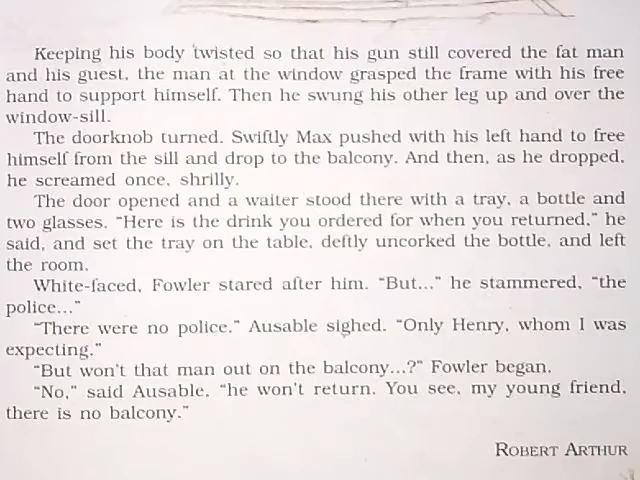 Keeping his body twisted so that his gun still covered the fat man
and his guest, the man at the window grasped the frame with his free
hand to support himself. Then he swung his other leg up and over the
window-sill.
The doorknob turned. Swiftly Max pushed with his left hand to free
himself from the sill and drop to the balcony. And then, as he dropped,
he screamed once, shrilly.
The door opened and a waiter stood there with a tray, a bottle and
two glasses. “Here is the drink you ordered for when you returned,” he
said, and set the tray on the table, deftly uncorked the bottle, and left
the room.
White-faced, Fowler stared after him. “But...” he stammered, “the
police...”
“There were no police.” Ausable sighed. “Only Henry, whom I was
expecting.”
“But won’t that man out on the balcony...?” Fowler began.
“No,” said Ausable, “he won’t return. You see, my young friend,
there is no balcony.”
ROBERT ARTHUR